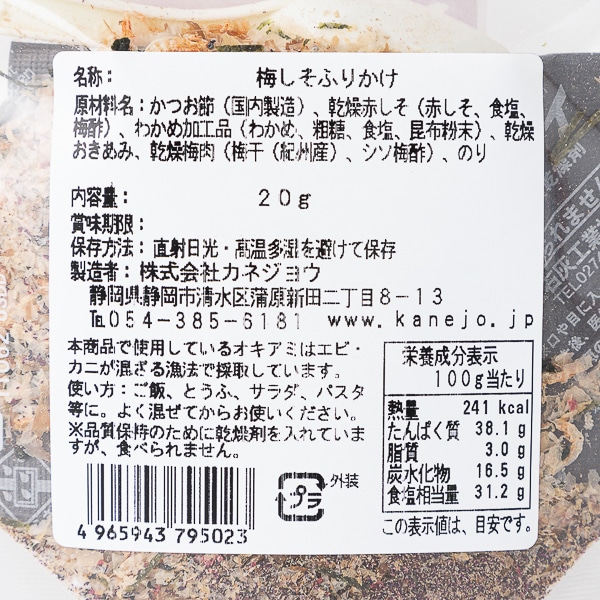 名称： 梅しそふりかけ
原材料名：かつお節（国内製造）、乾燥赤しそ（赤しそ、食塩、
梅酢）、わかめ加工品（わかめ、粗糖、食塩、昆布粉末）、乾燥
おきあみ、乾燥梅肉（梅干（紀州産）、シソ梅酢）、のり
内容量： 20g
賞味期限：
保存方法：直射日光・高温多湿を避けて保存
製造者：株式会社カネジョウ
静岡県静岡市清水区蒲原新田二丁目8-13
℡054-385-6181 www.kanejo.jp
本商品で使用しているオキアミはエビ・
カニが混ざる漁法で採取しています。
使い方：ご飯、とうふ、サラダ、パスタ
等に。よく混ぜてからお使いください。
※品質保持のために乾燥剤を入れていま
すが、食べられません。
栄養成分表示
100g当たり
熱量 241 kcal
たんぱく質 38.1 g
脂質 3.0 g
炭水化物 16.5 g
食塩相当量 31.2 g
この表示値は、目安です。
プラ
外装
4 965943 795023
乾燥剤
られません
石灰工業
TEL027